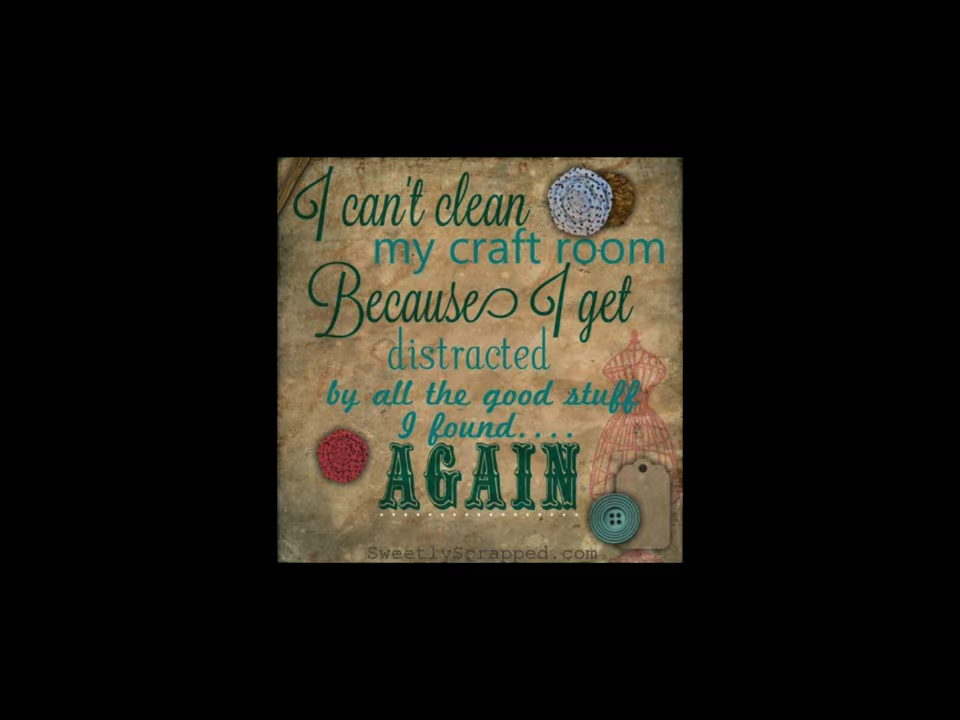 I can't clean
my craft room
Because I get
distracted
by all the good stuff
I found....
AGAIN
SweetlyScrapped.com